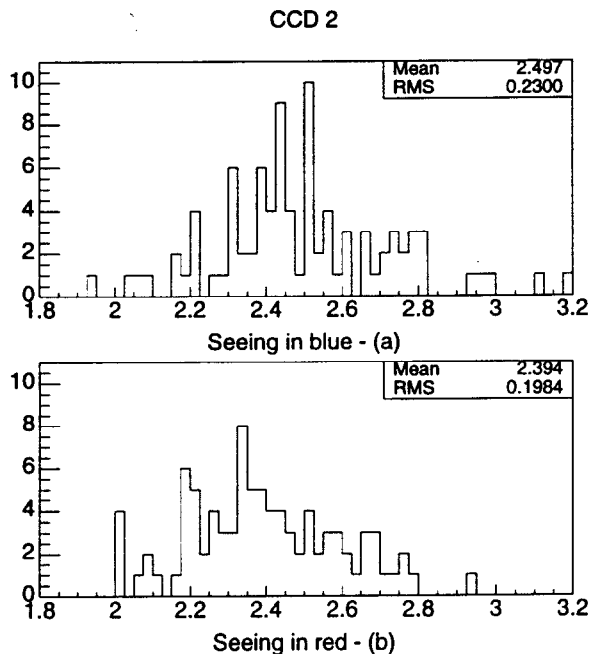 CCD 2
Mean 2.497
RMS 0.2300
10
8
6
4
2
0
1.8 2 2.2 2.4 2.6 2.8 3 3.2
Seeing in blue - (a)
Mean 2.394
RMS 0.1984
10
8
6
4
2
0
1.8 2 2.2 2.4 2.6 2.8 3 3.2
Seeing in red - (b)